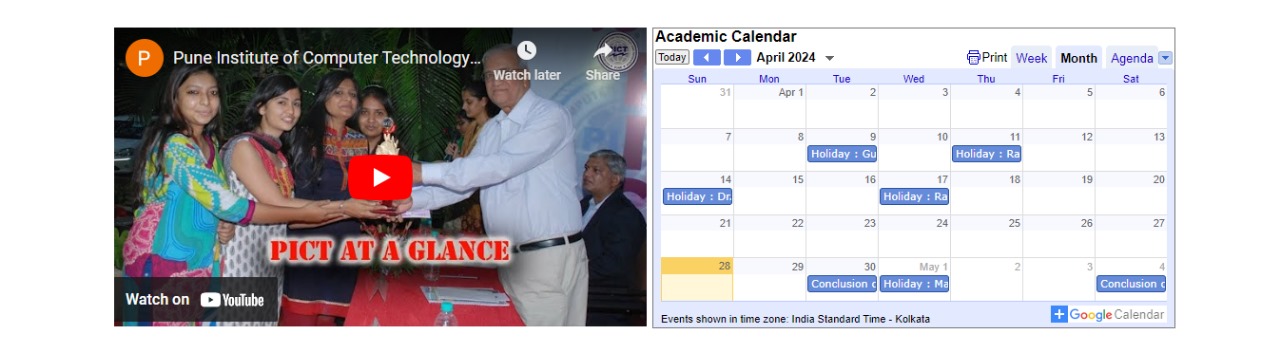 P
Pune Institute of Computer Technology...
Watch later
Share
PICT
PICT AT A GLANCE
Watch on YouTube
Academic Calendar
Today April 2024 Print Week Month Agenda
Sun Mon Tue Wed Thu Fri Sat
31 Apr 1 2 3 4 5 6
7 8 9 10 11 12 13
Holiday : Gu Holiday : Ra
14 15 16 17 18 19 20
Holiday : Dr. Holiday : Ra
21 22 23 24 25 26 27
28 29 30 May 1 2 3 4
Conclusion c Holiday : Ma Conclusion c
Events shown in time zone: India Standard Time - Kolkata
+ Google Calendar